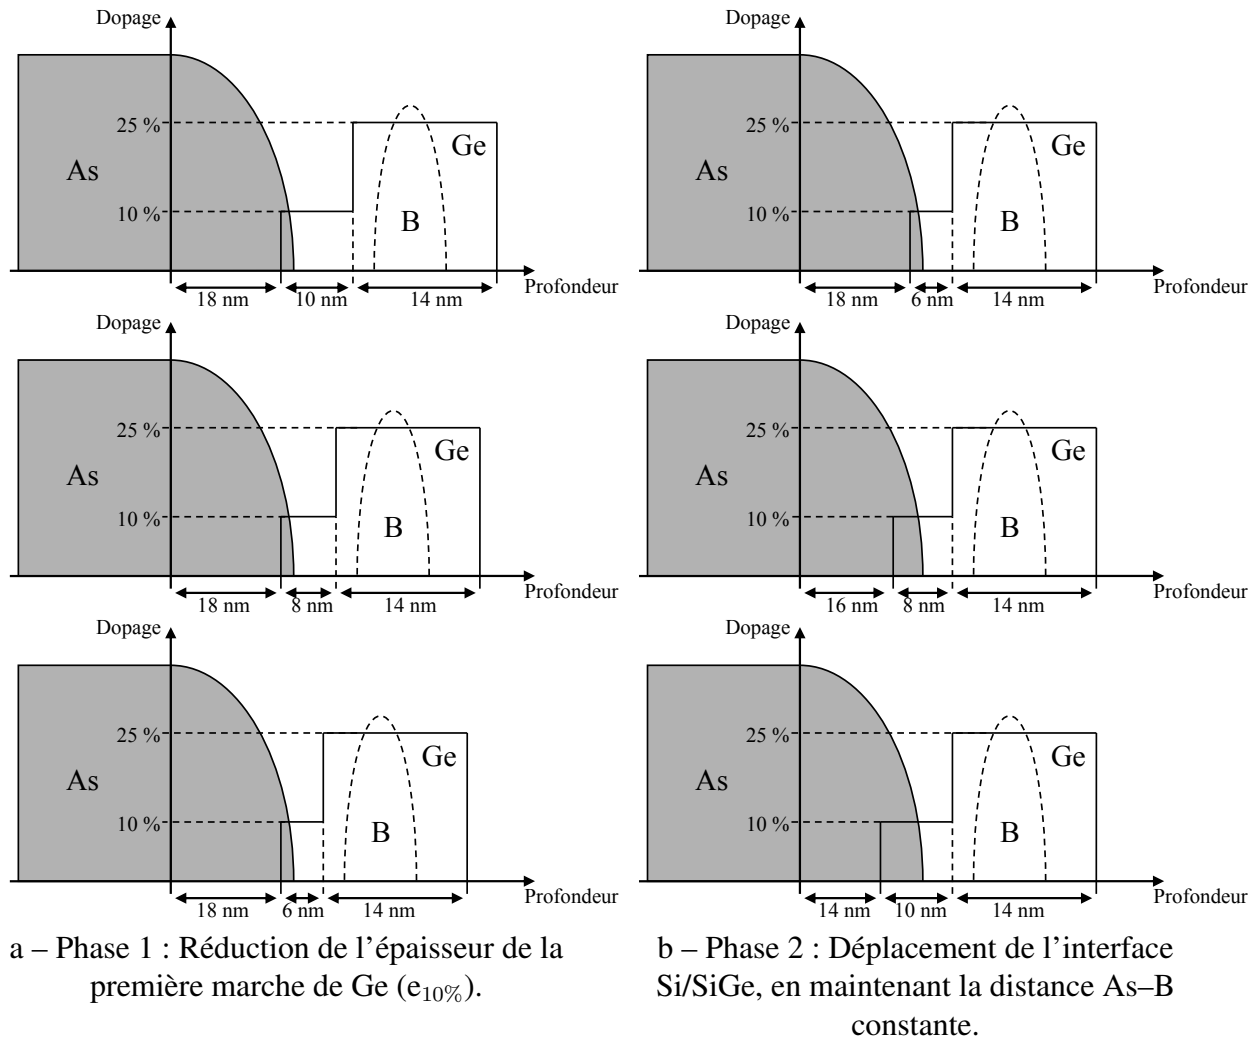 Dopage
25 %
As
Ge
10 %
B
18 nm
10 nm
14 nm
Profondeur
Dopage
25 %
As
Ge
10 %
B
18 nm
8 nm
14 nm
Profondeur
Dopage
25 %
As
Ge
10 %
B
18 nm
6 nm
14 nm
Profondeur
a – Phase 1 : Réduction de l’épaisseur de la
première marche de Ge (e10%).
Dopage
25 %
As
Ge
10 %
B
18 nm
6 nm
14 nm
Profondeur
Dopage
25 %
As
Ge
10 %
B
16 nm
8 nm
14 nm
Profondeur
Dopage
25 %
As
Ge
10 %
B
14 nm
10 nm
14 nm
Profondeur
b – Phase 2 : Déplacement de l’interface
Si/SiGe, en maintenant la distance As–B
constante.